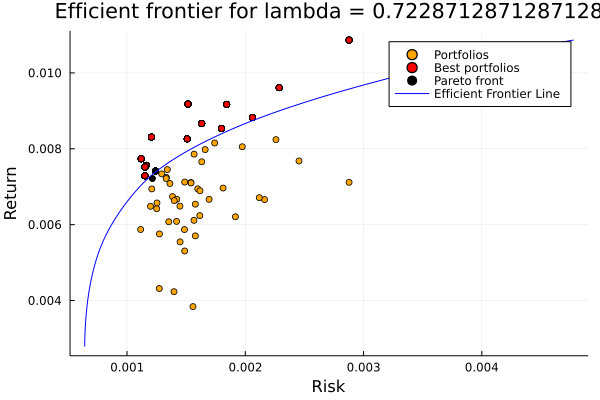 Efficient frontier for lambda = 0.7228712871287128
Portfolios
Best portfolios
Pareto front
Efficient Frontier Line
Return
0.010
0.008
0.006
0.004
0.001 0.002 0.003 0.004
Risk